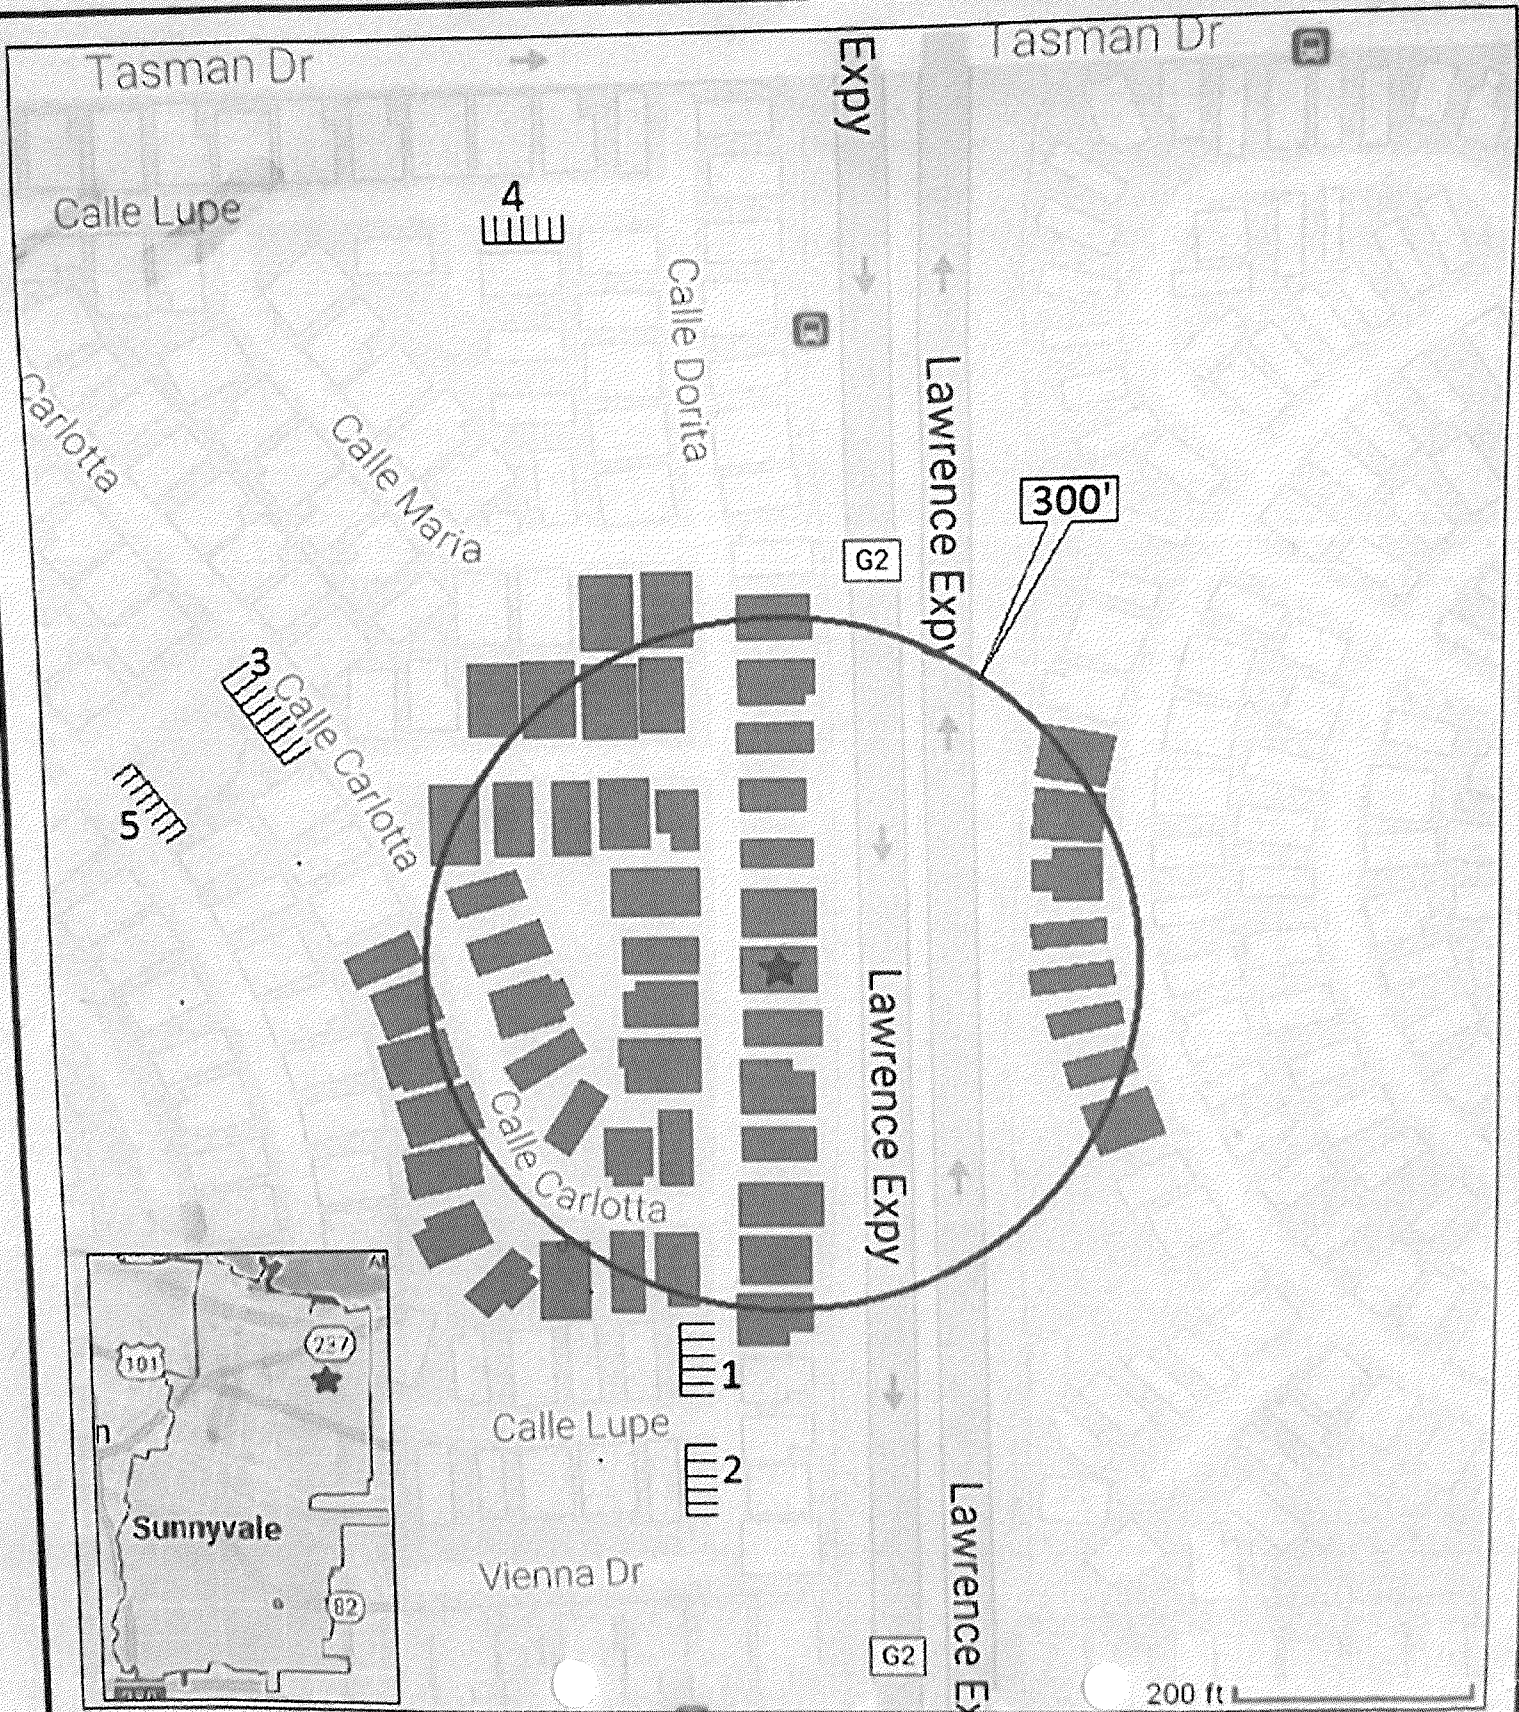 Tasman Dr
Expy
Tasman Dr
Calle Lupe
4
Calle Dorita
Carlotta
Calle Maria
Lawrence Expy
300'
G2
3
Calle Carlotta
5
Lawrence Expy
Calle Carlotta
1
Calle Lupe
2
Vienna Dr
Lawrence Ex
G2
200 ft
Al
237
101
n
Sunnyvale
82